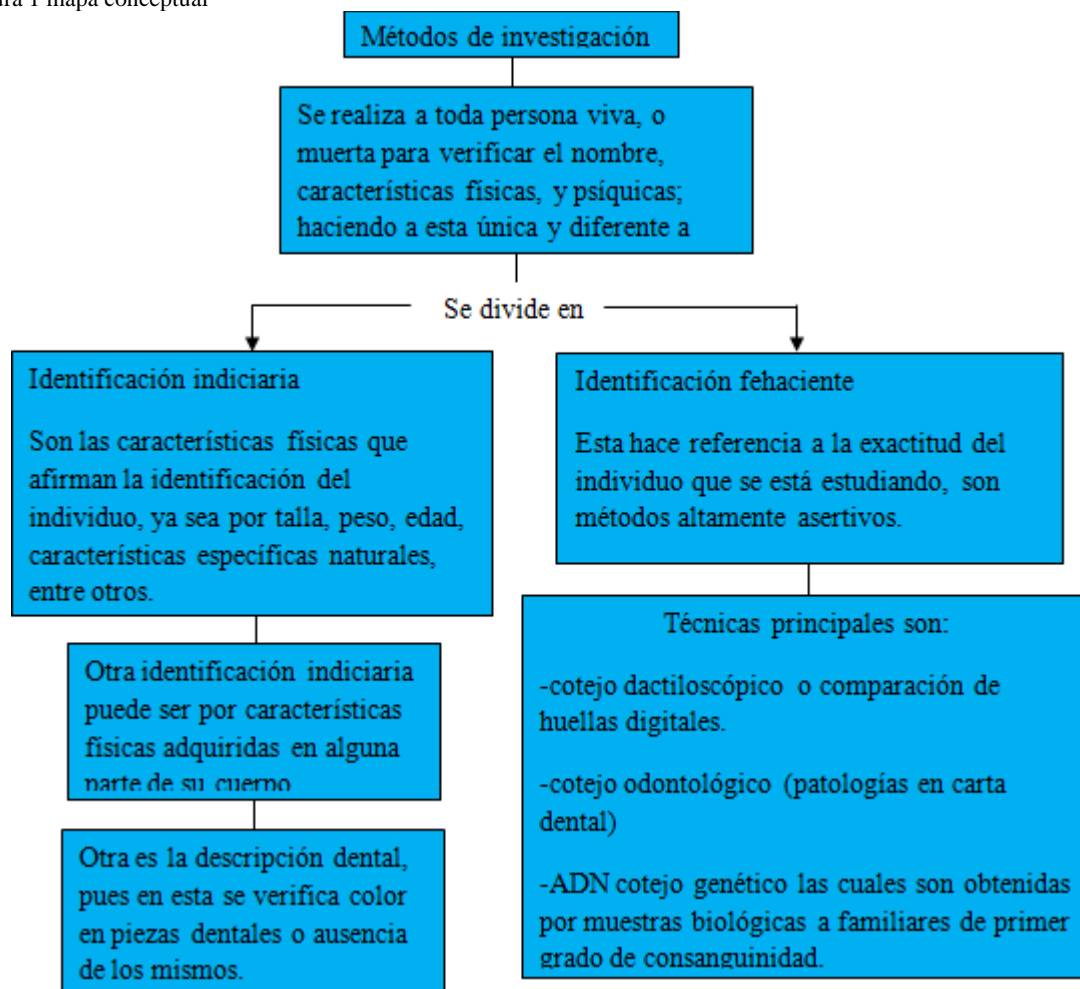 1 mapa conceptual
Métodos de investigación
Se realiza a toda persona viva, o
muerta para verificar el nombre,
características físicas, y psíquicas;
haciendo a esta única y diferente a
Se divide en
Identificación indiciaria
Son las características físicas que
afirman la identificación del
individuo, ya sea por talla, peso, edad,
características específicas naturales,
entre otros.
Otra identificación indiciaria
puede ser por características
físicas adquiridas en alguna
parte de su cuerpo
Otra es la descripción dental,
pues en esta se verifica color
en piezas dentales o ausencia
de los mismos.
Identificación fehaciente
Esta hace referencia a la exactitud del
individuo que se está estudiando, son
métodos altamente asertivos.
Técnicas principales son:
-cotejo dactiloscópico o comparación de
huellas digitales.
-cotejo odontológico (patologías en carta
dental)
-ADN cotejo genético las cuales son obtenidas
por muestras biológicas a familiares de primer
grado de consanguinidad.